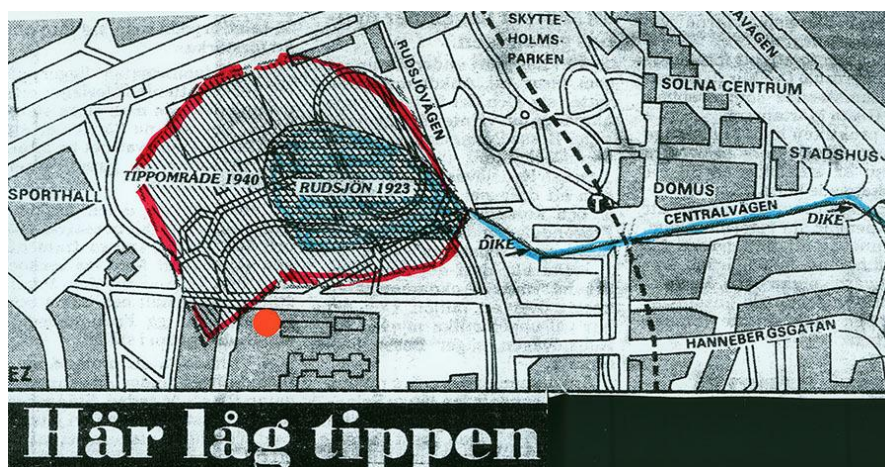 SKYTTE-
HOLMS-
PARKEN
RUDSJÖVÄGEN
SOLNA CENTRUM
STADSHUS
TIPPOMRÅDE 1940
RUDSJÖN 1923
SPORTHALL
T
DOMUS
CENTRALVÄGEN
DIKE
DIKE
HANNEBERGSGATAN
EZ
Här låg tippen